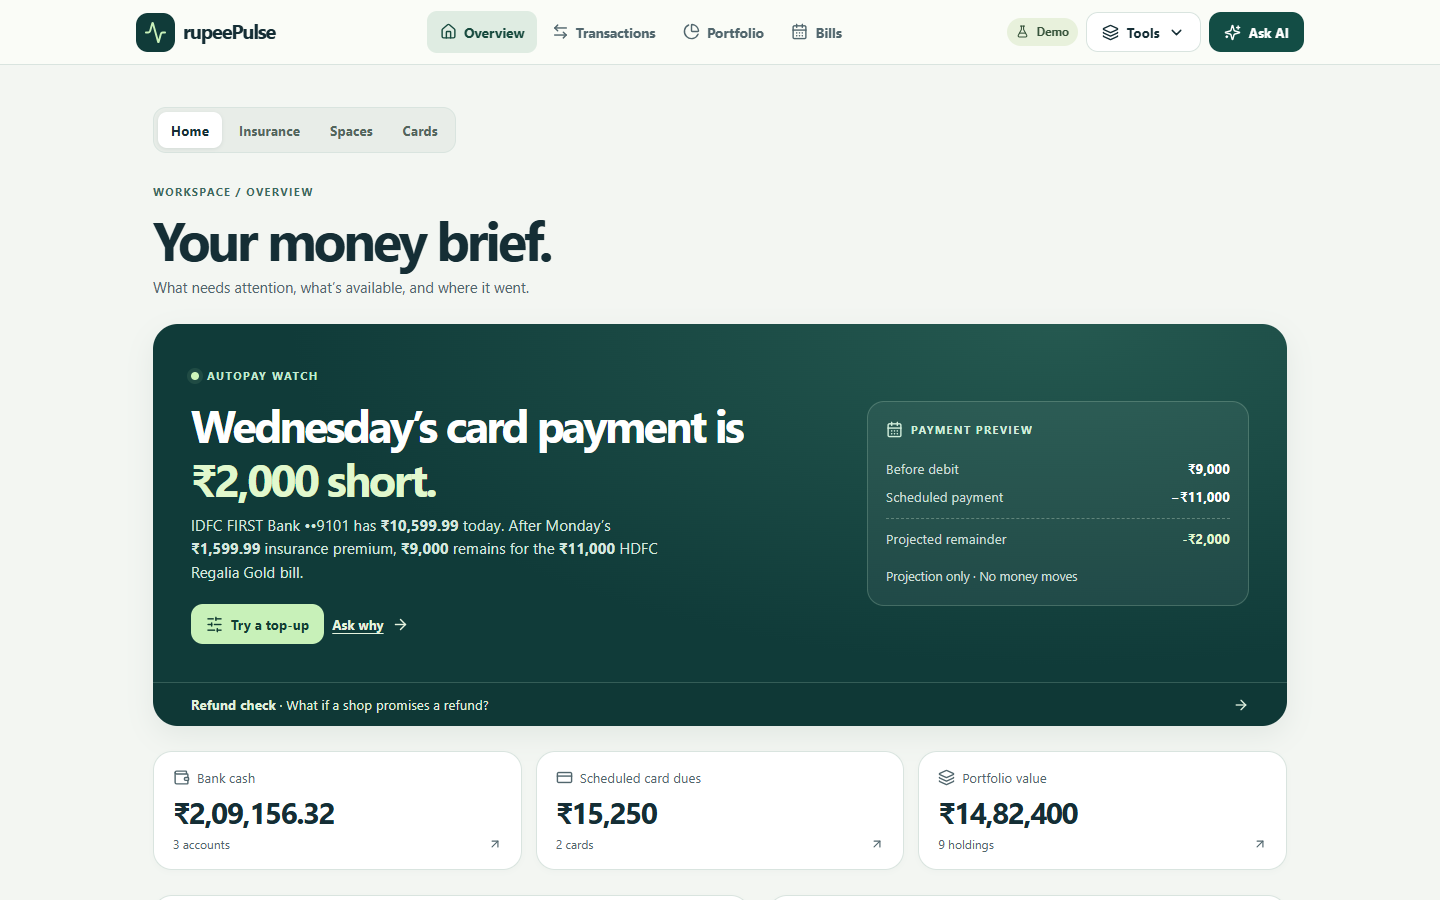 rupeePulse
Overview
Transactions
Portfolio
Bills
Demo
Tools
Ask AI
Home
Insurance
Spaces
Cards
WORKSPACE / OVERVIEW
Your money brief.
What needs attention, what's available, and where it went.
AUTOPAY WATCH
Wednesday's card payment is
₹2,000 short.
IDFC FIRST Bank ••9101 has ₹10,599.99 today. After Monday's
₹1,599.99 insurance premium, ₹9,000 remains for the ₹11,000 HDFC
Regalia Gold bill.
Try a top-up
Ask why
PAYMENT PREVIEW
Before debit ₹9,000
Scheduled payment −₹11,000
Projected remainder -₹2,000
Projection only · No money moves
Refund check · What if a shop promises a refund?
Bank cash
₹2,09,156.32
3 accounts
Scheduled card dues
₹15,250
2 cards
Portfolio value
₹14,82,400
9 holdings